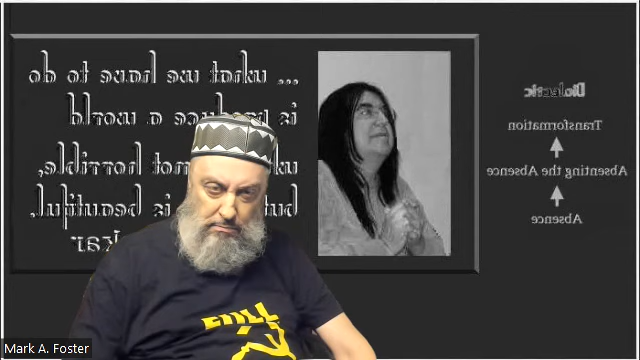 ... what we have to do
is produce a world
not horrible,
but is beautiful.
Dialectic
Transformation
Absenting the Absence
Absence
Mark A. Foster